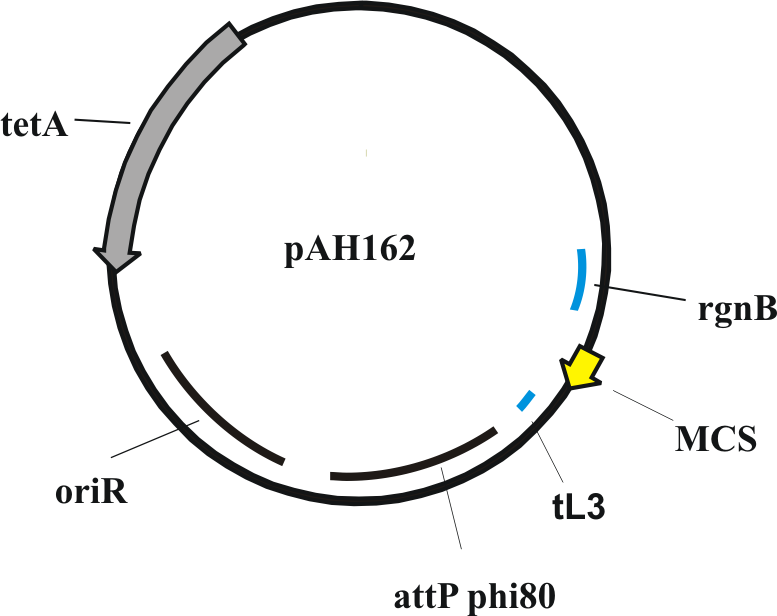 tetA
pAH162
rgnB
MCS
oriR
tL3
attP phi80